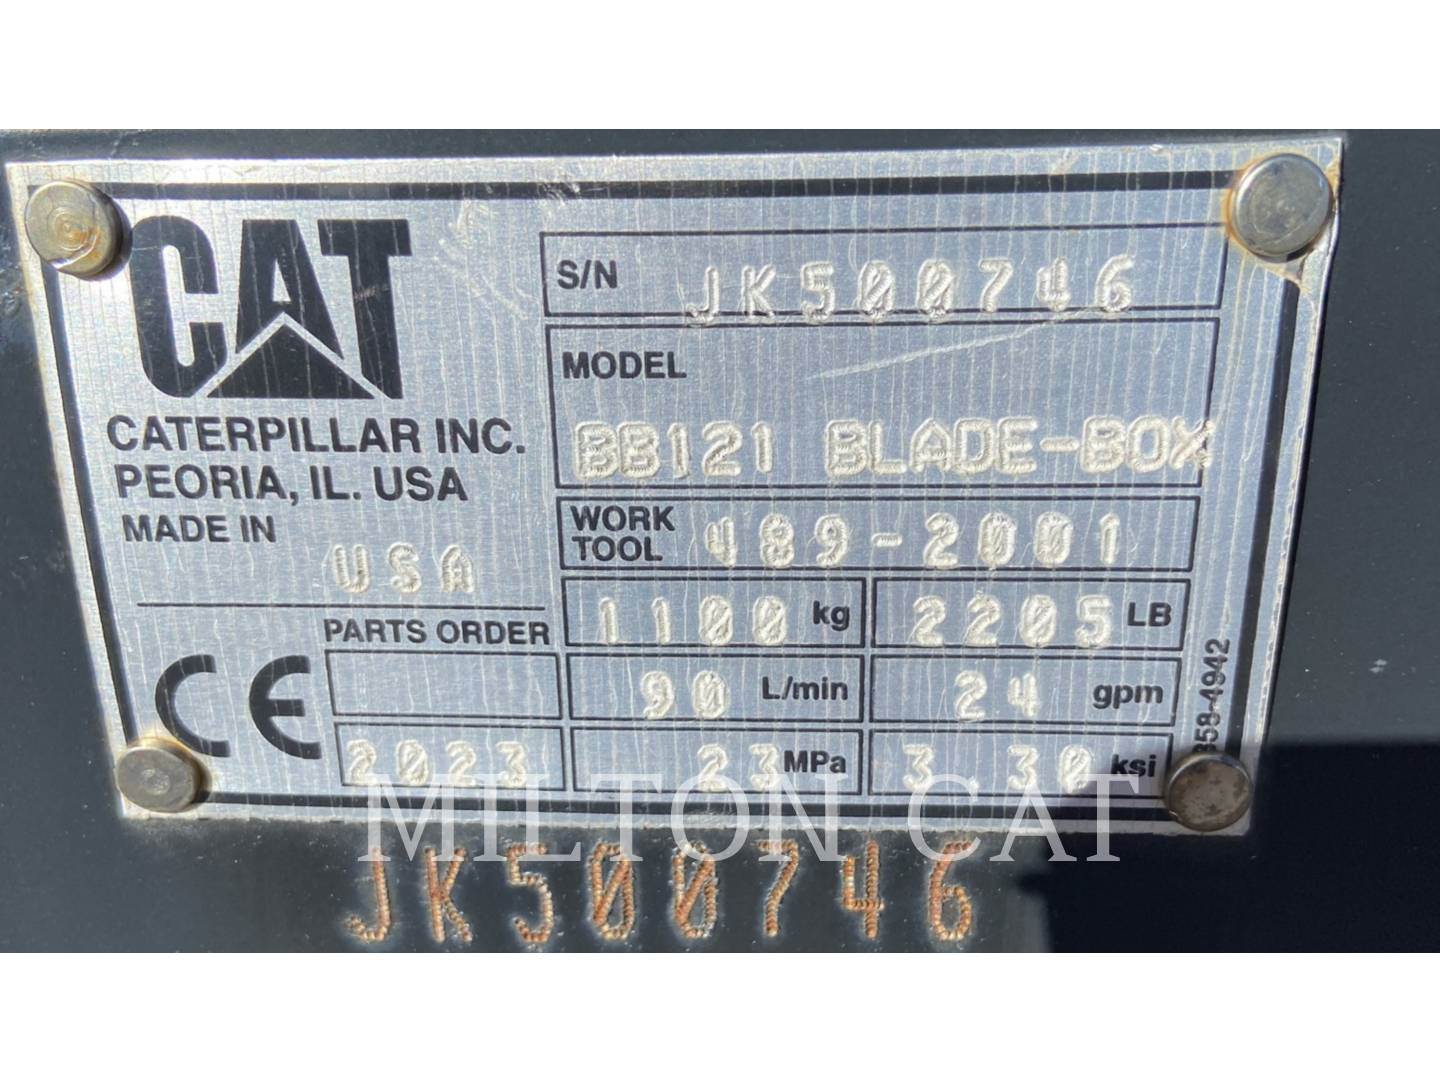 CAT
CATERPILLAR INC.
PEORIA, IL. USA
MADE IN
USA
S/N JK500746
MODEL
BB121 BLADE-BOX
WORK TOOL 489-2001
1100 kg 2205 LB
PARTS ORDER
90 L/min 24 gpm
CE
2023 23 MPa 3.30 ksi
358-4942
MILTON CAT
JK500746